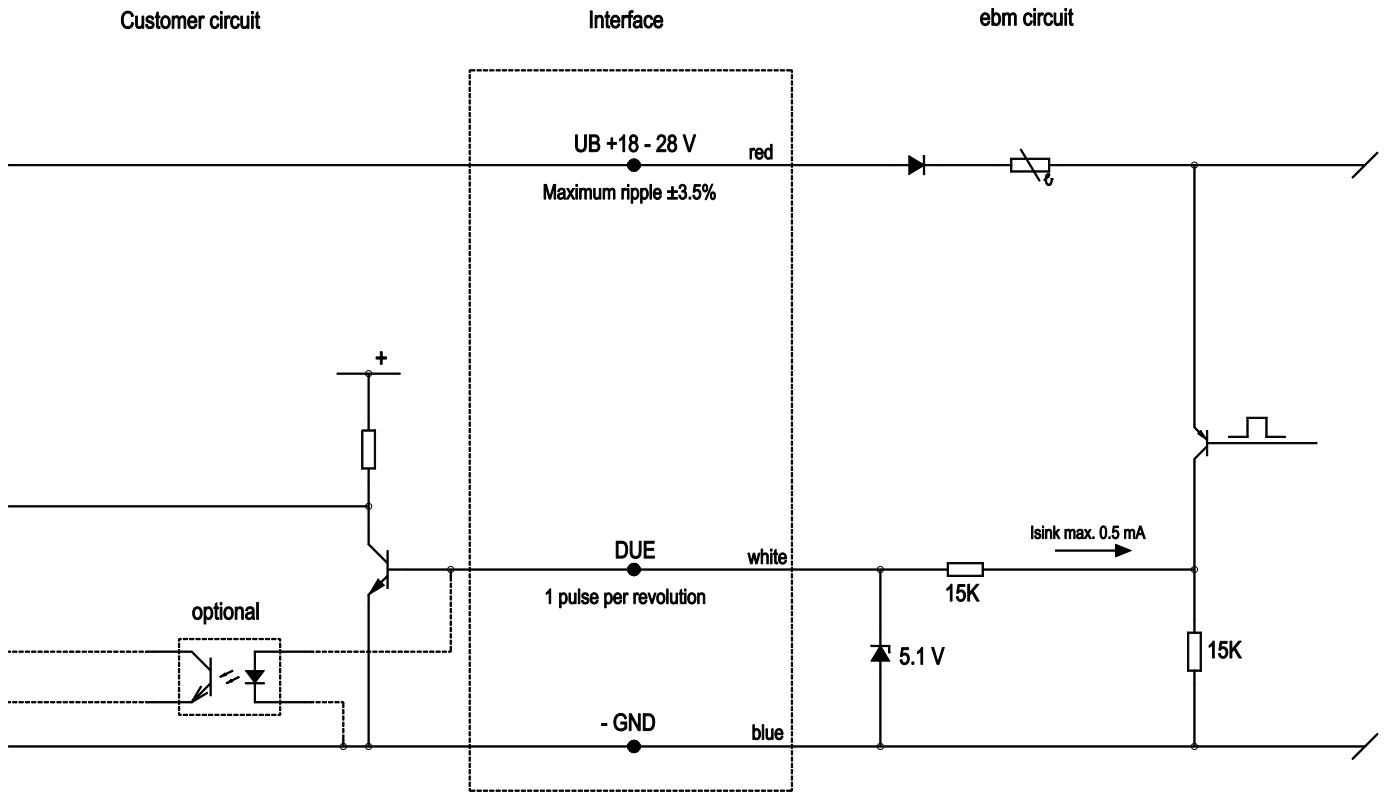 Customer circuit
Interface
ebm circuit
UB +18 - 28 V
red
Maximum ripple ±3.5%
+
Isink max. 0.5 mA
DUE
white
1 pulse per revolution
15K
optional
5.1 V
15K
- GND
blue